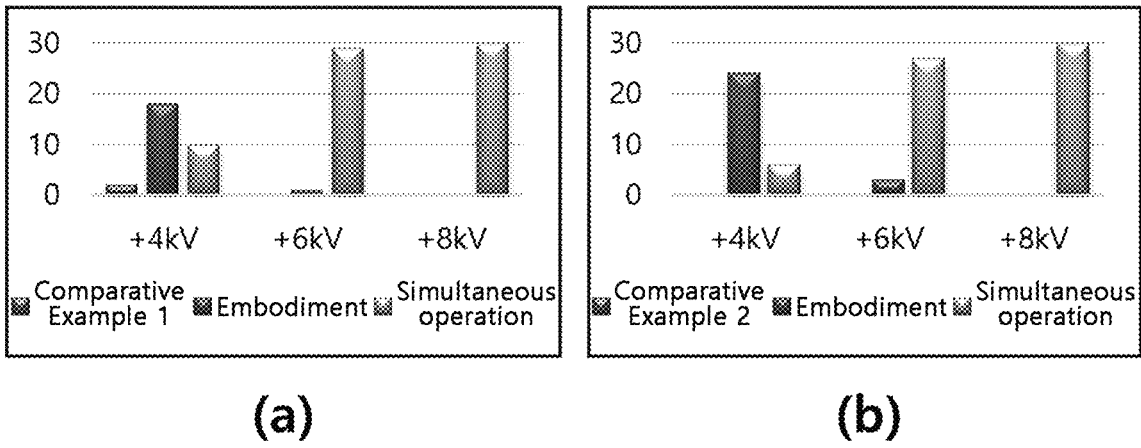 30
20
10
0
+4kV +6kV +8kV
Comparative Example 1 Embodiment Simultaneous operation
30
20
10
0
+4kV +6kV +8kV
Comparative Example 2 Embodiment Simultaneous operation
(a) (b)